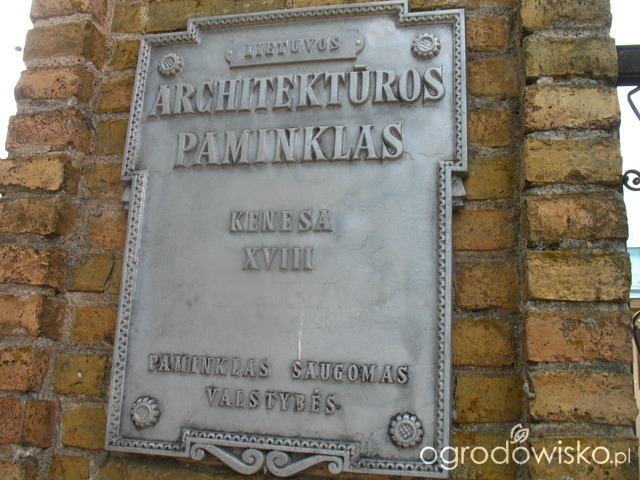 LIETUVOS
ARCHITEKTŪROS
PAMINKLAS
KENESA
XVIII
PAMINKLAS SAUGOMAS
VALSTYBĖS
ogrodowisko.pl